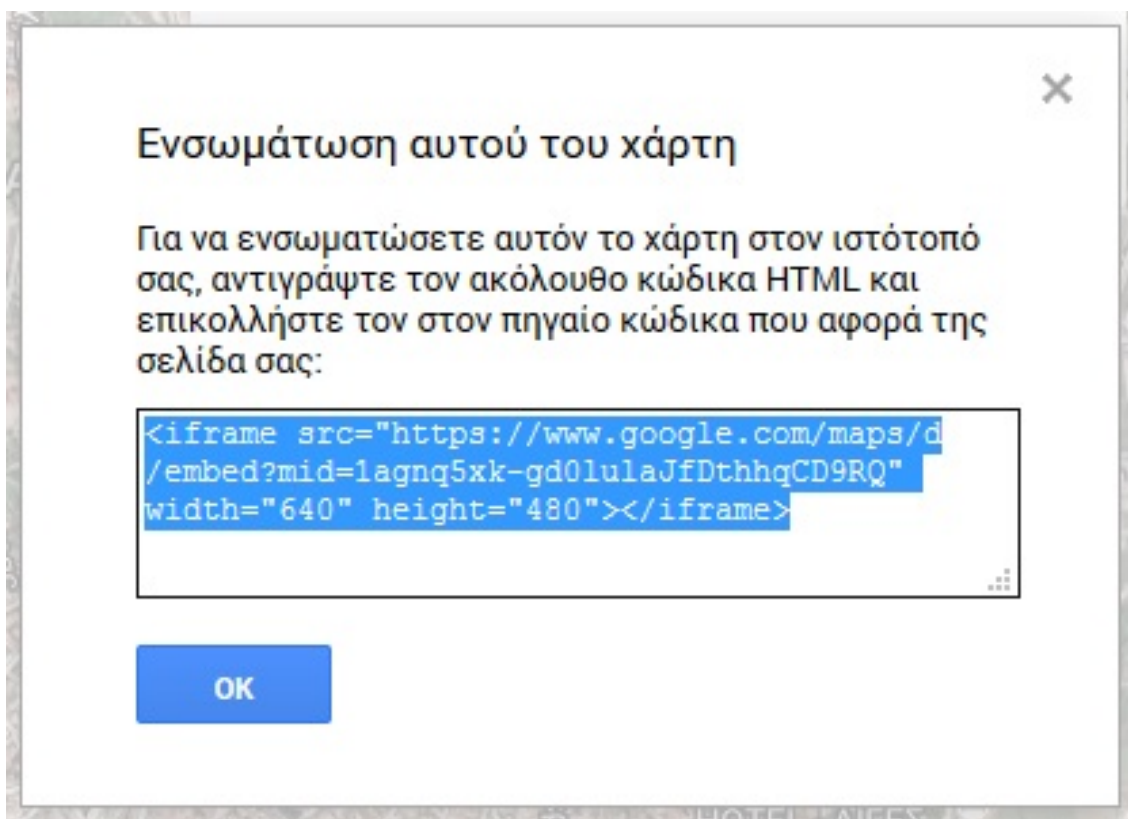 Ενσωμάτωση αυτού του χάρτη
Για να ενσωματώσετε αυτόν το χάρτη στον ιστότοπό
σας, αντιγράψτε τον ακόλουθο κώδικα HTML και
επικολλήστε τον στον πηγαίο κώδικα που αφορά της
σελίδα σας:
<iframe src="https://www.google.com/maps/d
/embed?mid=1agnq5xk-gd0lulaJfDthhqCD9RQ"
width="640" height="480"></iframe>
OK
HOTEL